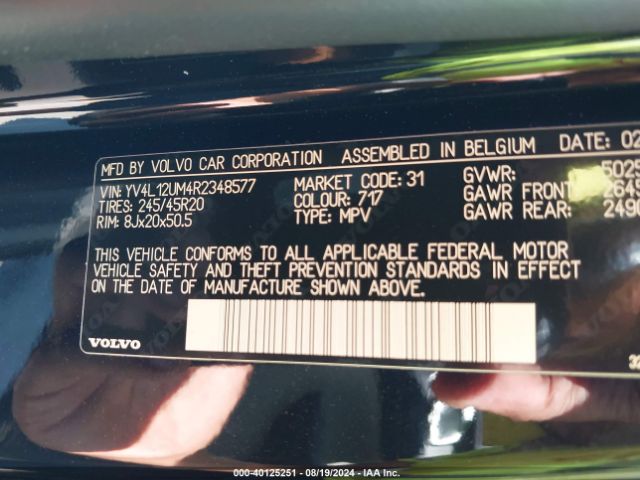 MFD BY VOLVO CAR CORPORATION ASSEMBLED IN BELGIUM DATE: 02
VIN: YV4L12UM4R2348577 MARKET CODE: 31 GVWR: 5025
TIRES: 245/45R20 COLOUR: 717 GAWR FRONT: 264
RIM: 8Jx20x50.5 TYPE: MPV GAWR REAR: 249
THIS VEHICLE CONFORMS TO ALL APPLICABLE FEDERAL MOTOR
VEHICLE SAFETY AND THEFT PREVENTION STANDARDS IN EFFECT
ON THE DATE OF MANUFACTURE SHOWN ABOVE.
VOLVO
32
000-40125251 - 08/19/2024 - IAA Inc.